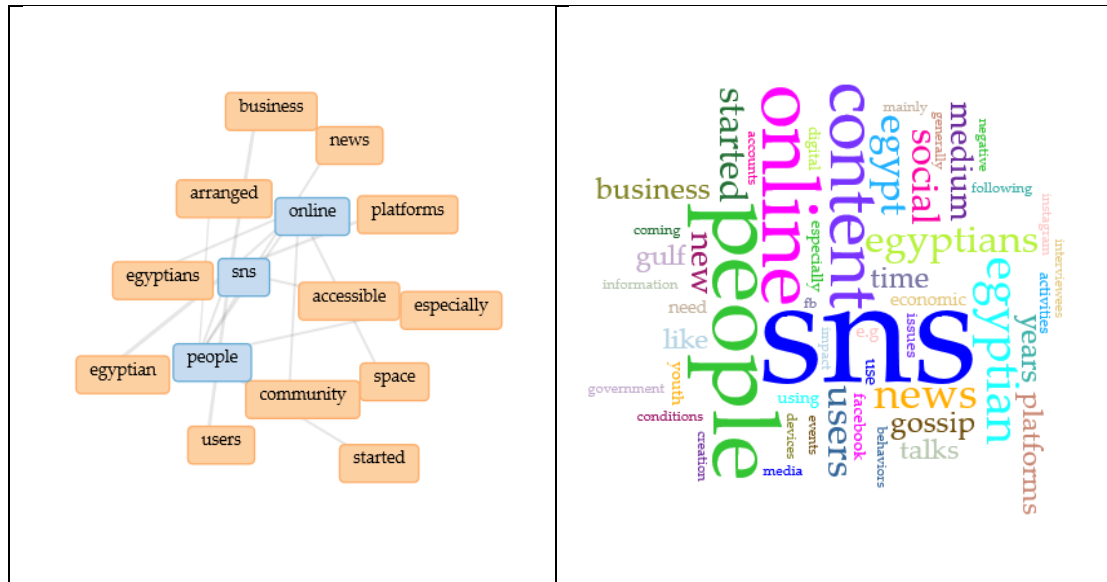 business
news
arranged
online
platforms
egyptians
sns
accessible
especially
people
egyptian
community
space
users
started
started
online
content
mainly
generally
medium
negative
accounts
digital
egypt
social
following
business
people
instagram
coming
new
especially
egyptians
interviewees
gulf
time
information
egyptian
activities
need
fb
economic
sns
years
like
impact
e.g
issues
use
government
youth
using
users
facebook
news
platforms
conditions
creation
devices
events
behaviors
gossip
talks
media